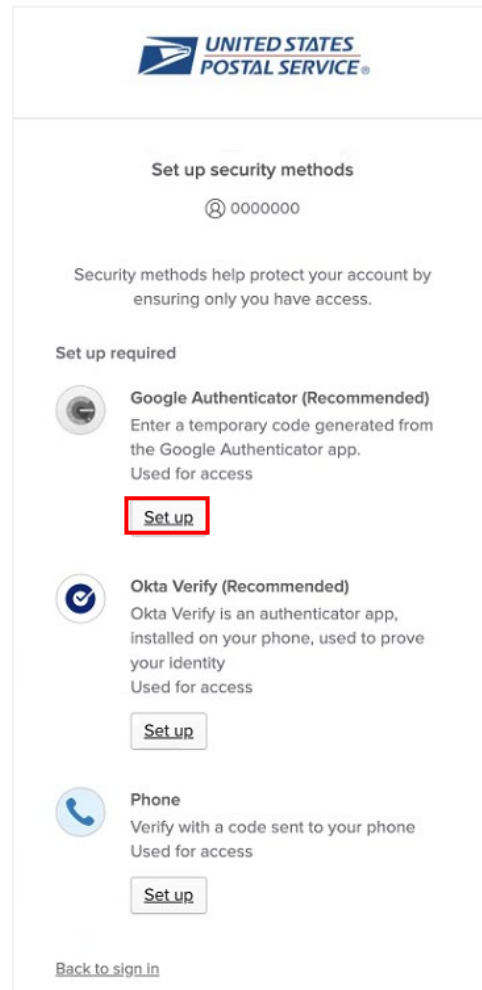 UNITED STATES
POSTAL SERVICE®
Set up security methods
0000000
Security methods help protect your account by
ensuring only you have access.
Set up required
Google Authenticator (Recommended)
Enter a temporary code generated from
the Google Authenticator app.
Used for access
Set up
Okta Verify (Recommended)
Okta Verify is an authenticator app,
installed on your phone, used to prove
your identity
Used for access
Set up
Phone
Verify with a code sent to your phone
Used for access
Set up
Back to sign in